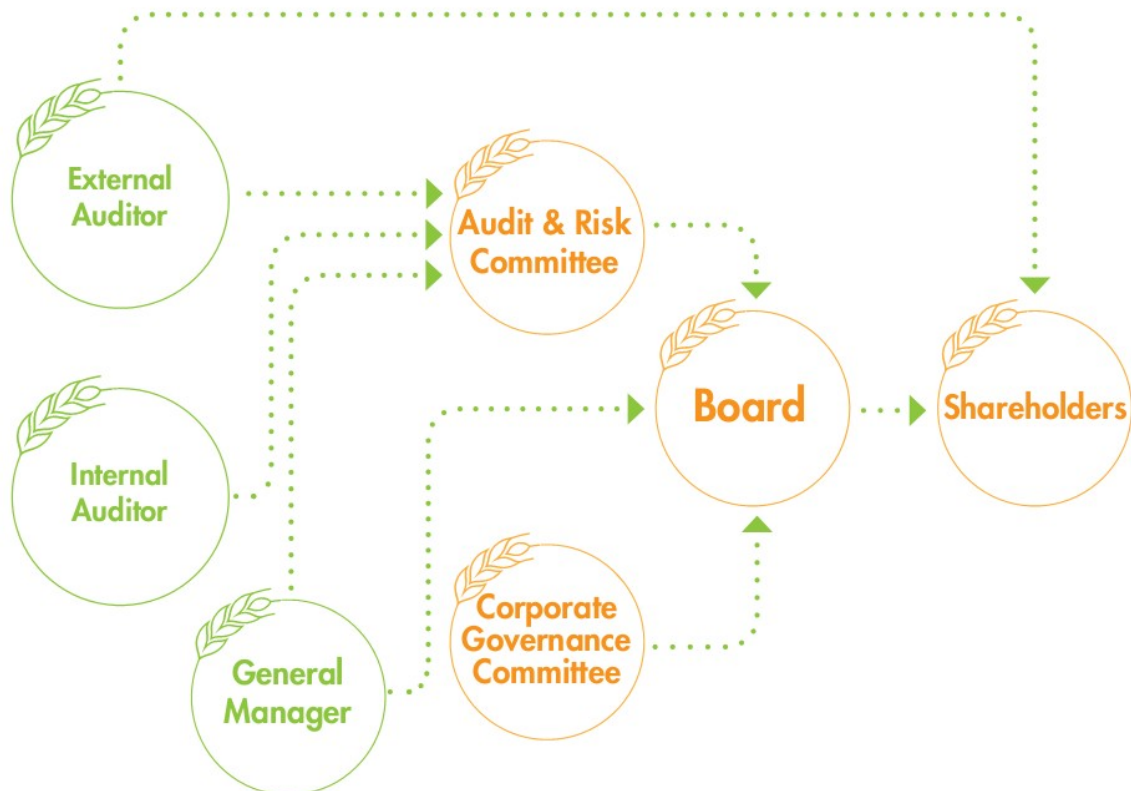 External
Auditor
Audit & Risk
Committee
Board
Shareholders
Internal
Auditor
Corporate
Governance
Committee
General
Manager